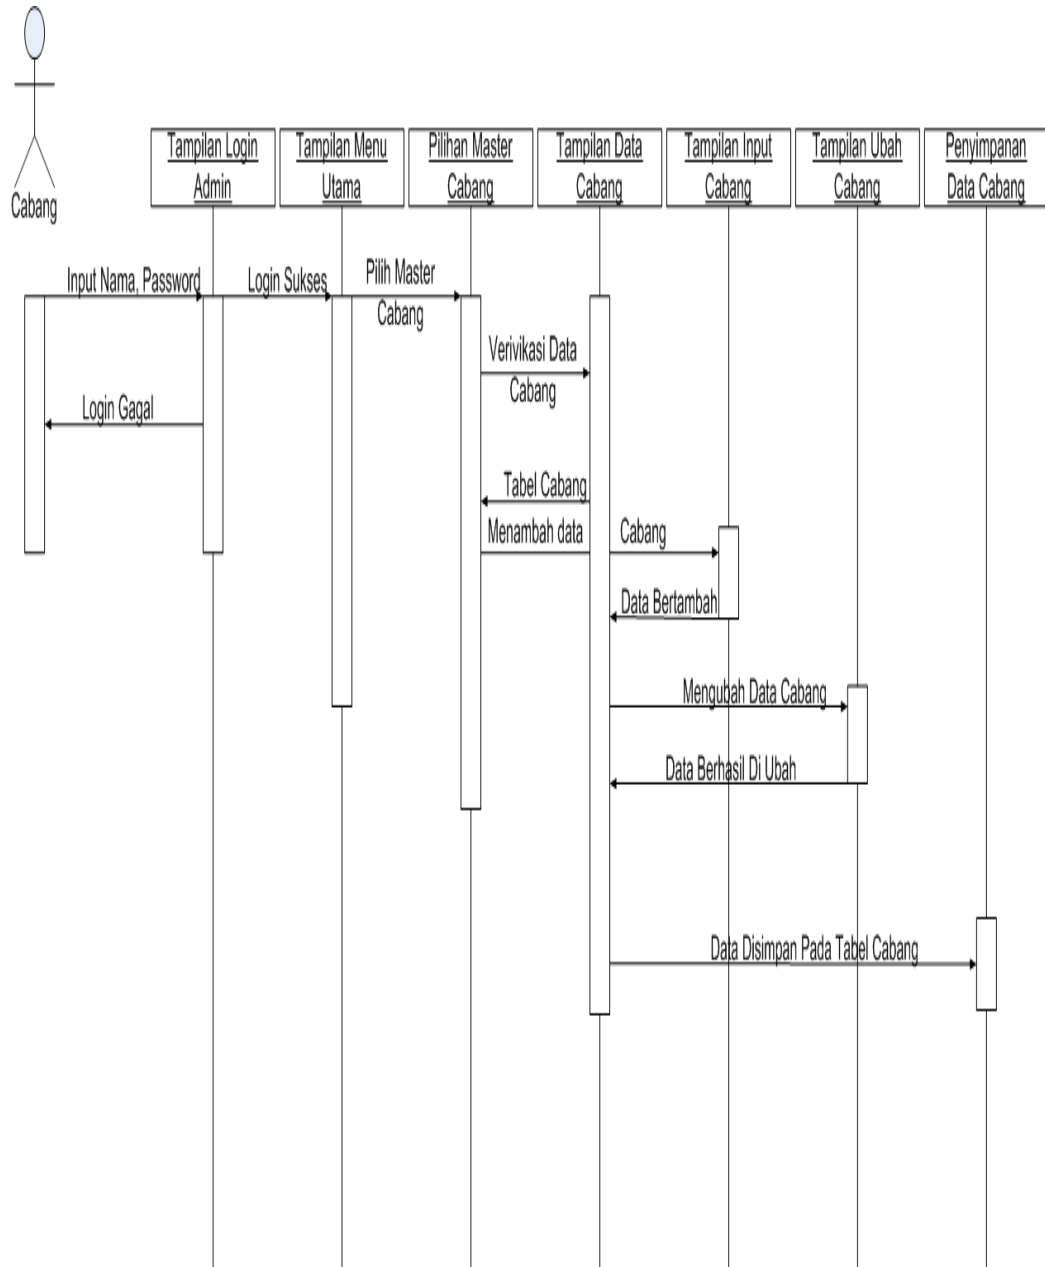 Cabang
Tampilan Login
Admin
Tampilan Menu
Utama
Pilihan Master
Cabang
Tampilan Data
Cabang
Tampilan Input
Cabang
Tampilan Ubah
Cabang
Penyimpanan
Data Cabang
Input Nama, Password
Login Sukses
Pilih Master
Cabang
Verivikasi Data
Cabang
Login Gagal
Tabel Cabang
Menambah data Cabang
Data Bertambah
Mengubah Data Cabang
Data Berhasil Di Ubah
Data Disimpan Pada Tabel Cabang